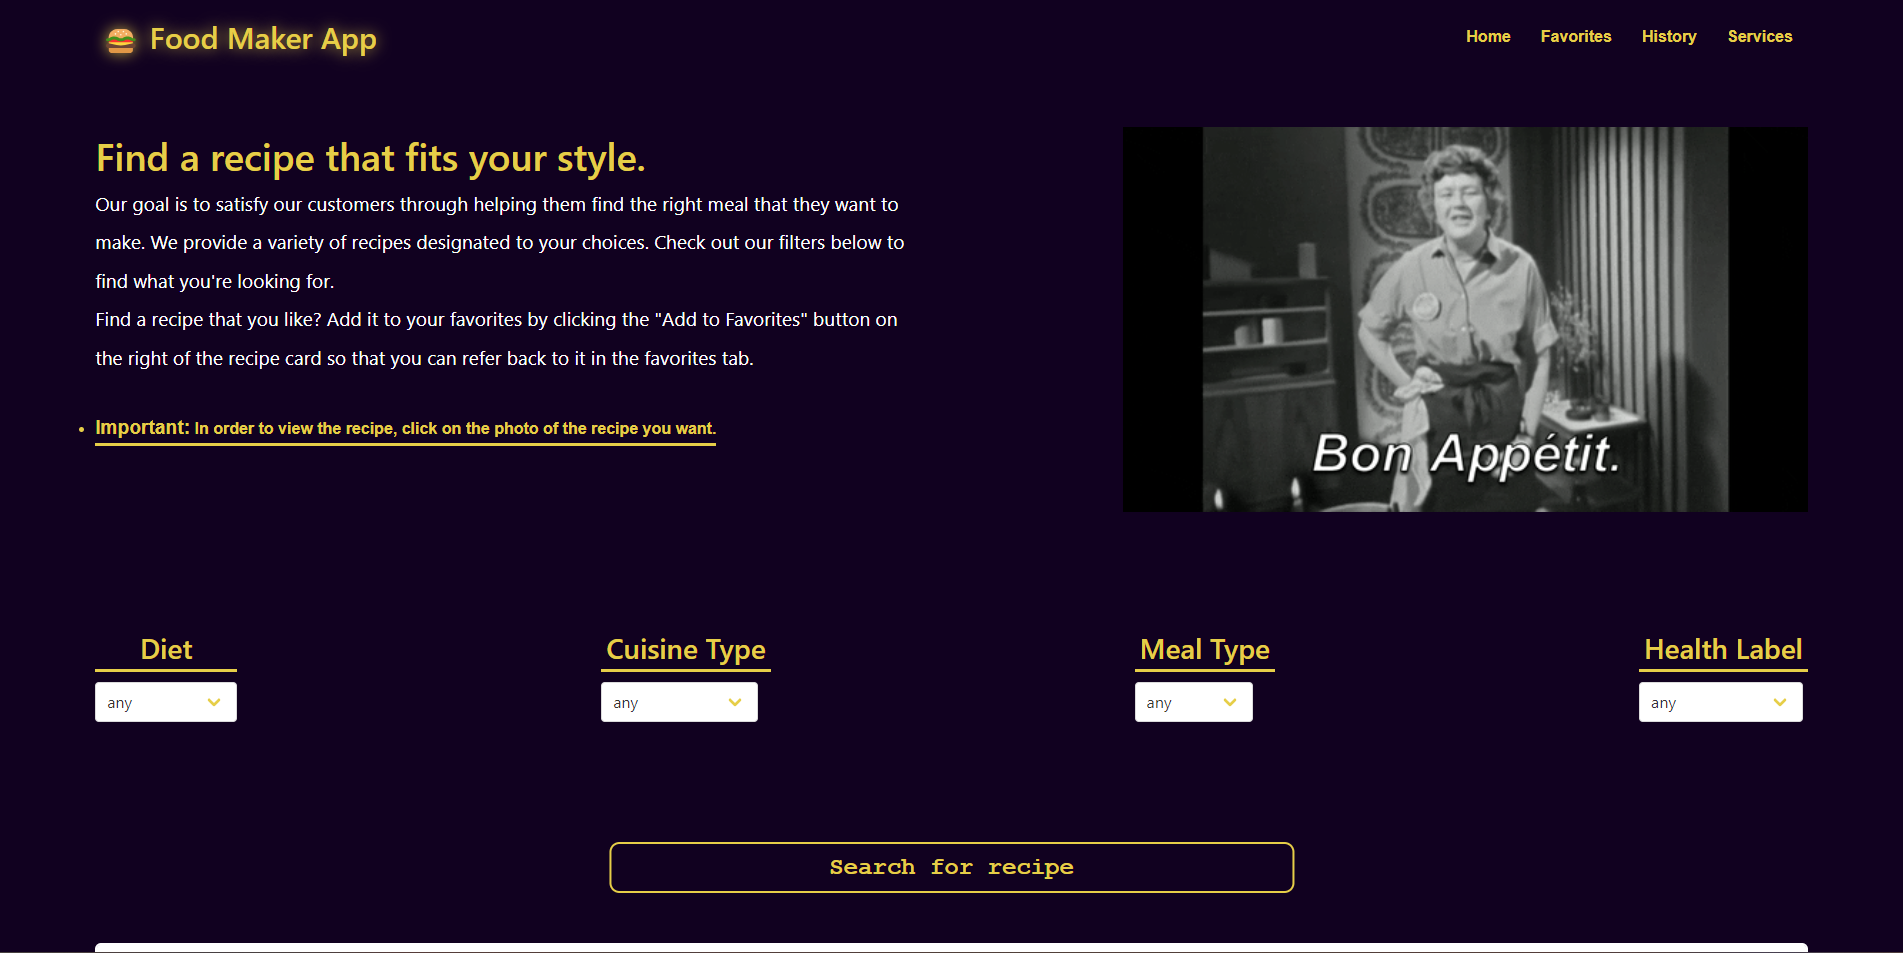 Food Maker App
Home Favorites History Services
Find a recipe that fits your style.
Our goal is to satisfy our customers through helping them find the right meal that they want to
make. We provide a variety of recipes designated to your choices. Check out our filters below to
find what you're looking for.
Find a recipe that you like? Add it to your favorites by clicking the "Add to Favorites" button on
the right of the recipe card so that you can refer back to it in the favorites tab.
Important: In order to view the recipe, click on the photo of the recipe you want.
Bon Appétit.
Diet Cuisine Type Meal Type Health Label
any any any any
Search for recipe